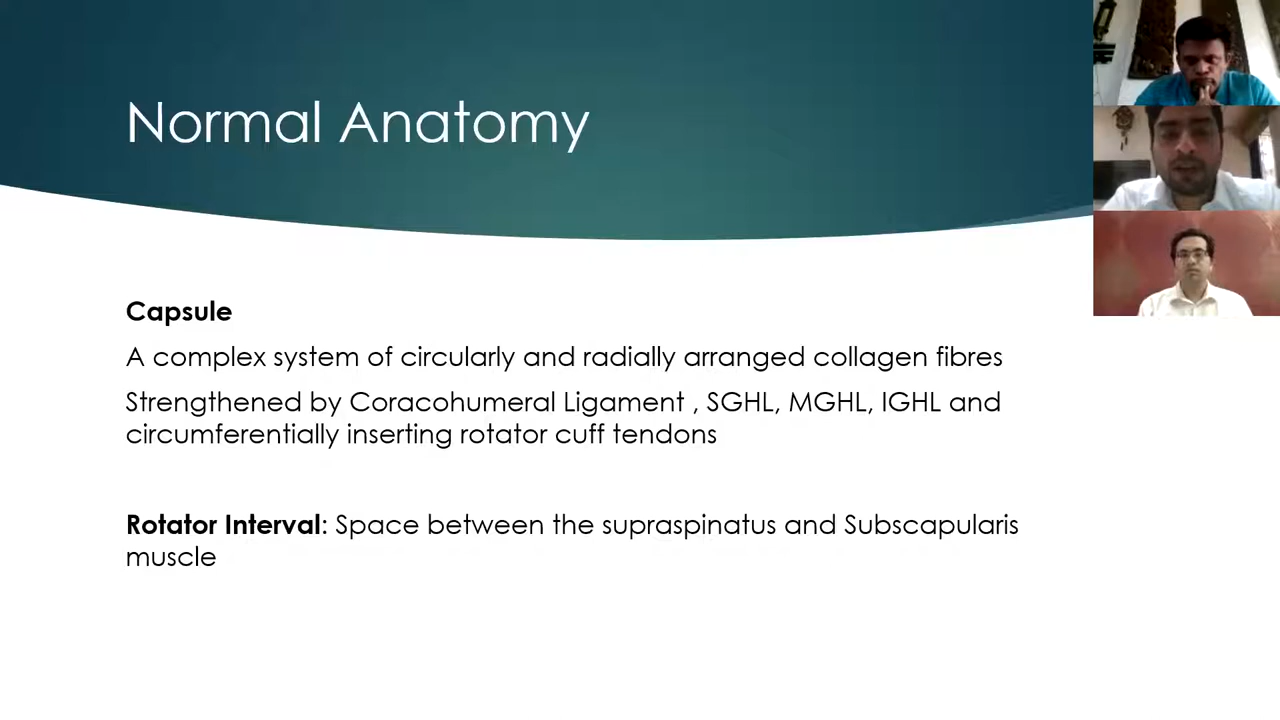 Normal Anatomy
Capsule
A complex system of circularly and radially arranged collagen fibres
Strengthened by Coracohumeral Ligament , SGHL, MGHL, IGHL and
circumferentially inserting rotator cuff tendons
Rotator Interval: Space between the supraspinatus and Subscapularis
muscle